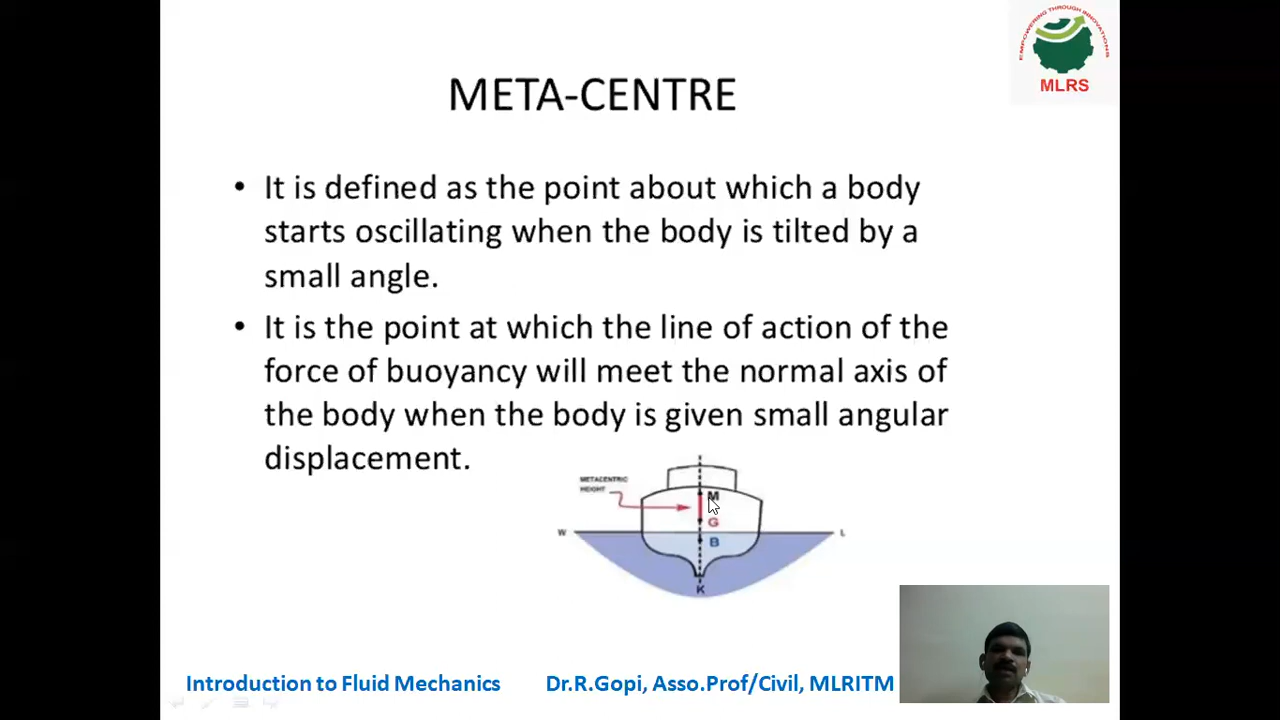 EMPOWERING THROUGH INNOVATIONS
MLRS
META-CENTRE
• It is defined as the point about which a body
starts oscillating when the body is tilted by a
small angle.
• It is the point at which the line of action of the
force of buoyancy will meet the normal axis of
the body when the body is given small angular
displacement.
METACENTRIC
HEIGHT
M
G
W
L
B
K
Introduction to Fluid Mechanics
Dr.R.Gopi, Asso.Prof/Civil, MLRITM